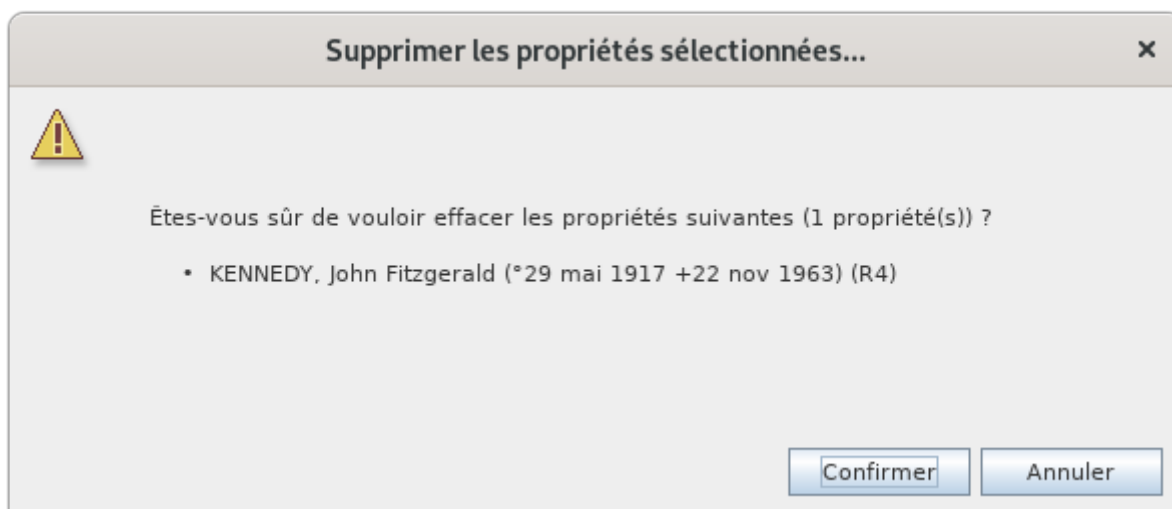 Supprimer les propriétés sélectionnées...
Êtes-vous sûr de vouloir effacer les propriétés suivantes (1 propriété(s)) ?
• KENNEDY, John Fitzgerald (°29 mai 1917 +22 nov 1963) (R4)
Confirmer
Annuler